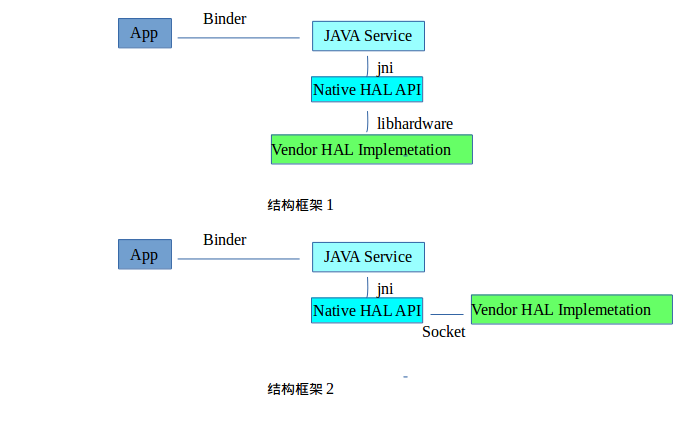 Binder
App
JAVA Service
jni
Native HAL API
libhardware
Vendor HAL Implemetation
结构框架 1
Binder
App
JAVA Service
jni
Native HAL API
Vendor HAL Implemetation
Socket
结构框架 2